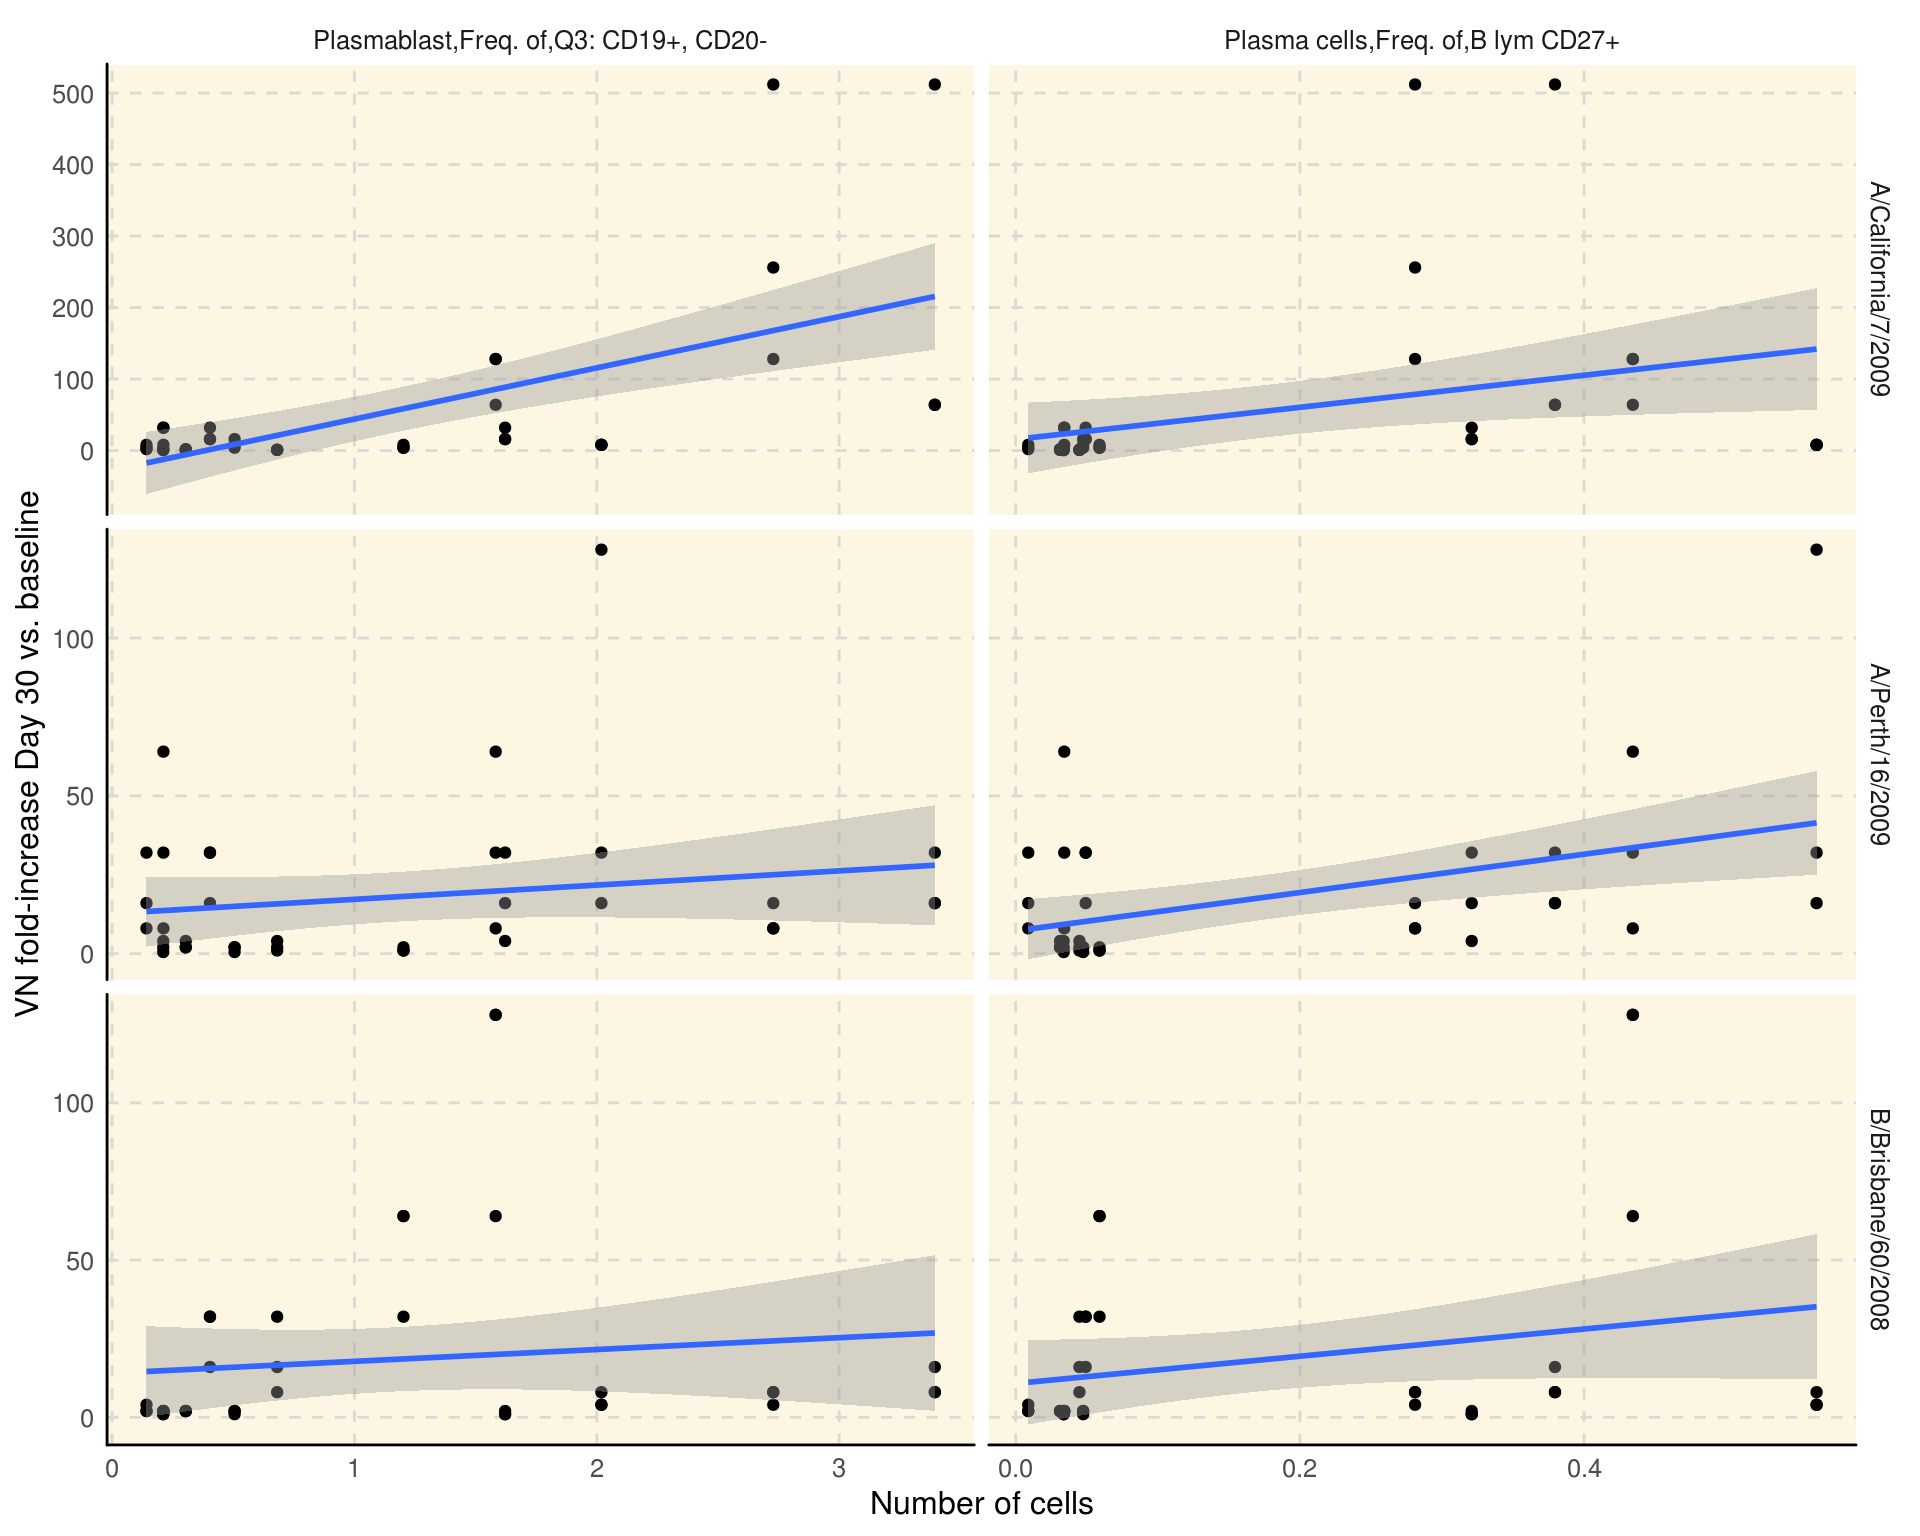 Plasmablast,Freq. of,Q3: CD19+, CD20-
Plasma cells,Freq. of,B lym CD27+
500
400
300
200
100
0
A/California/7/2009
100
50
0
A/Perth/16/2009
100
50
0
B/Brisbane/60/2008
VN fold-increase Day 30 vs. baseline
0 1 2 3
0.0 0.2 0.4
Number of cells